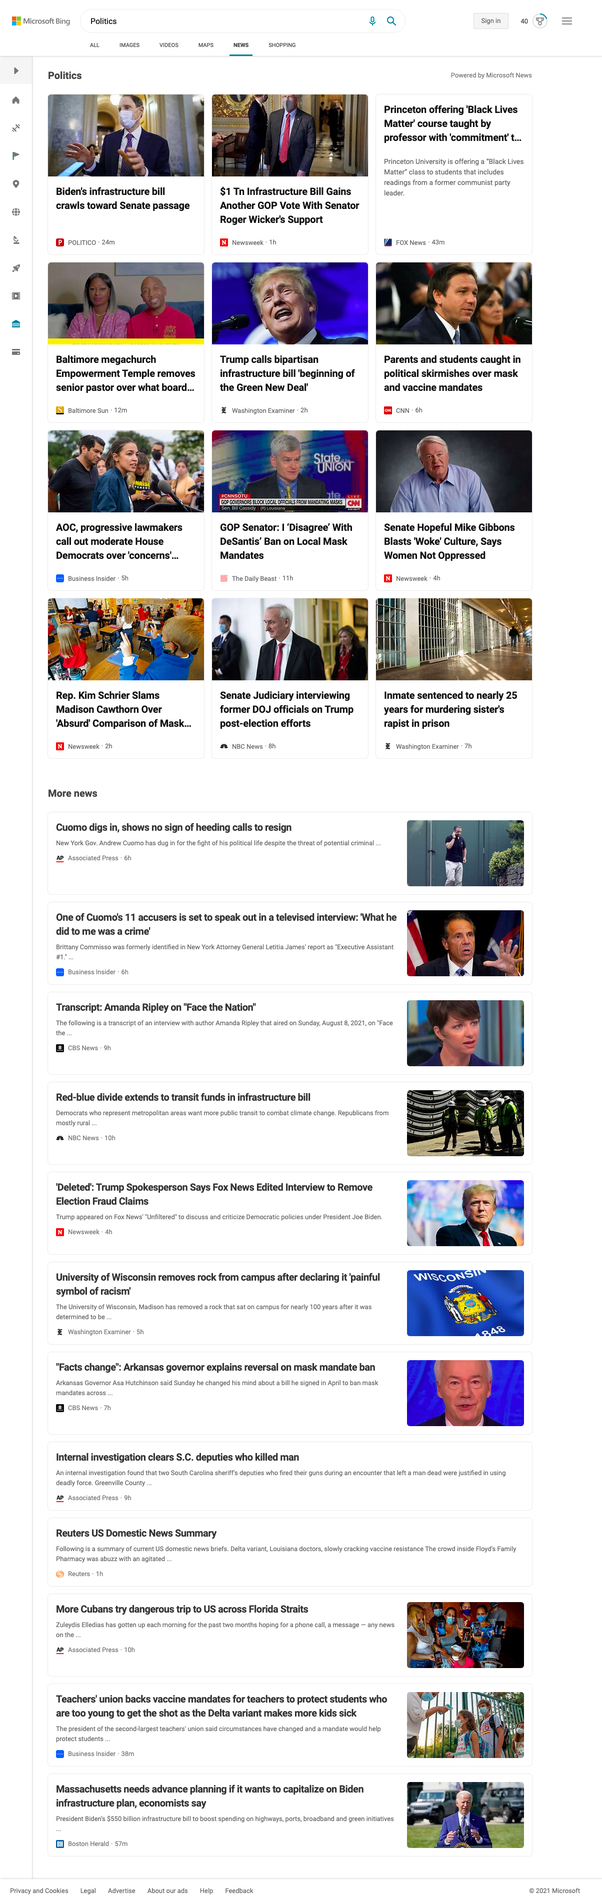 Microsoft Bing
Politics
Sign in
40
ALL
IMAGES
VIDEOS
MAPS
NEWS
SHOPPING
Politics
Powered by Microsoft News
Biden's infrastructure bill
crawls toward Senate passage
POLITICO · 24m
$1 Tn Infrastructure Bill Gains
Another GOP Vote With Senator
Roger Wicker's Support
Newsweek · 1h
Princeton offering 'Black Lives
Matter' course taught by
professor with 'commitment' t...
Princeton University is offering a "Black Lives
Matter" class to students that includes
readings from a former communist party
leader.
FOX News · 43m
Baltimore megachurch
Empowerment Temple removes
senior pastor over what board...
Baltimore Sun · 12m
Trump calls bipartisan
infrastructure bill 'beginning of
the Green New Deal'
Washington Examiner · 2h
Parents and students caught in
political skirmishes over mask
and vaccine mandates
CNN · 6h
AOC, progressive lawmakers
call out moderate House
Democrats over 'concerns'...
Business Insider · 5h
State of the
UNION
#CNNSOTU
GOP GOVERNORS BLOCK LOCAL OFFICIALS FROM MANDATING MASKS
Sen. Bill Cassidy (R) Louisiana
CNN
GOP Senator: I 'Disagree' With
DeSantis' Ban on Local Mask
Mandates
The Daily Beast · 11h
Senate Hopeful Mike Gibbons
Blasts 'Woke' Culture, Says
Women Not Oppressed
Newsweek · 4h
Rep. Kim Schrier Slams
Madison Cawthorn Over
'Absurd' Comparison of Mask...
Newsweek · 2h
Senate Judiciary interviewing
former DOJ officials on Trump
post-election efforts
NBC News · 8h
Inmate sentenced to nearly 25
years for murdering sister's
rapist in prison
Washington Examiner · 7h
More news
Cuomo digs in, shows no sign of heeding calls to resign
New York Gov. Andrew Cuomo has dug in for the fight of his political life despite the threat of potential criminal ...
AP Associated Press · 6h
One of Cuomo's 11 accusers is set to speak out in a televised interview: 'What he
did to me was a crime'
Brittany Commisso was formerly identified in New York Attorney General Letitia James' report as "Executive Assistant
#1." ...
Business Insider · 6h
Transcript: Amanda Ripley on "Face the Nation"
The following is a transcript of an interview with author Amanda Ripley that aired on Sunday, August 8, 2021, on "Face
the ...
CBS News · 9h
Red-blue divide extends to transit funds in infrastructure bill
Democrats who represent metropolitan areas want more public transit to combat climate change. Republicans from
mostly rural ...
NBC News · 10h
'Deleted': Trump Spokesperson Says Fox News Edited Interview to Remove
Election Fraud Claims
Trump appeared on Fox News' "Unfiltered" to discuss and criticize Democratic policies under President Joe Biden.
Newsweek · 4h
University of Wisconsin removes rock from campus after declaring it 'painful
symbol of racism'
The University of Wisconsin, Madison has removed a rock that sat on campus for nearly 100 years after it was
determined to be ...
Washington Examiner · 5h
WISCONSIN
1848
"Facts change": Arkansas governor explains reversal on mask mandate ban
Arkansas Governor Asa Hutchinson said Sunday he changed his mind about a bill he signed in April to ban mask
mandates across ...
CBS News · 7h
Internal investigation clears S.C. deputies who killed man
An internal investigation found that two South Carolina sheriff's deputies who fired their guns during an encounter that left a man dead were justified in using
deadly force. Greenville County ...
AP Associated Press · 9h
Reuters US Domestic News Summary
Following is a summary of current US domestic news briefs. Delta variant, Louisiana doctors, slowly cracking vaccine resistance The crowd inside Floyd's Family
Pharmacy was abuzz with an agitated ...
Reuters · 1h
More Cubans try dangerous trip to US across Florida Straits
Zuleydis Elledias has gotten up each morning for the past two months hoping for a phone call, a message — any news
on the ...
AP Associated Press · 10h
Teachers' union backs vaccine mandates for teachers to protect students who
are too young to get the shot as the Delta variant makes more kids sick
The president of the second-largest teachers' union said circumstances have changed and a mandate would help
protect students ...
Business Insider · 38m
Massachusetts needs advance planning if it wants to capitalize on Biden
infrastructure plan, economists say
President Biden's $550 billion infrastructure bill to boost spending on highways, ports, broadband and green initiatives
...
Boston Herald · 57m
Privacy and Cookies
Legal
Advertise
About our ads
Help
Feedback
© 2021 Microsoft